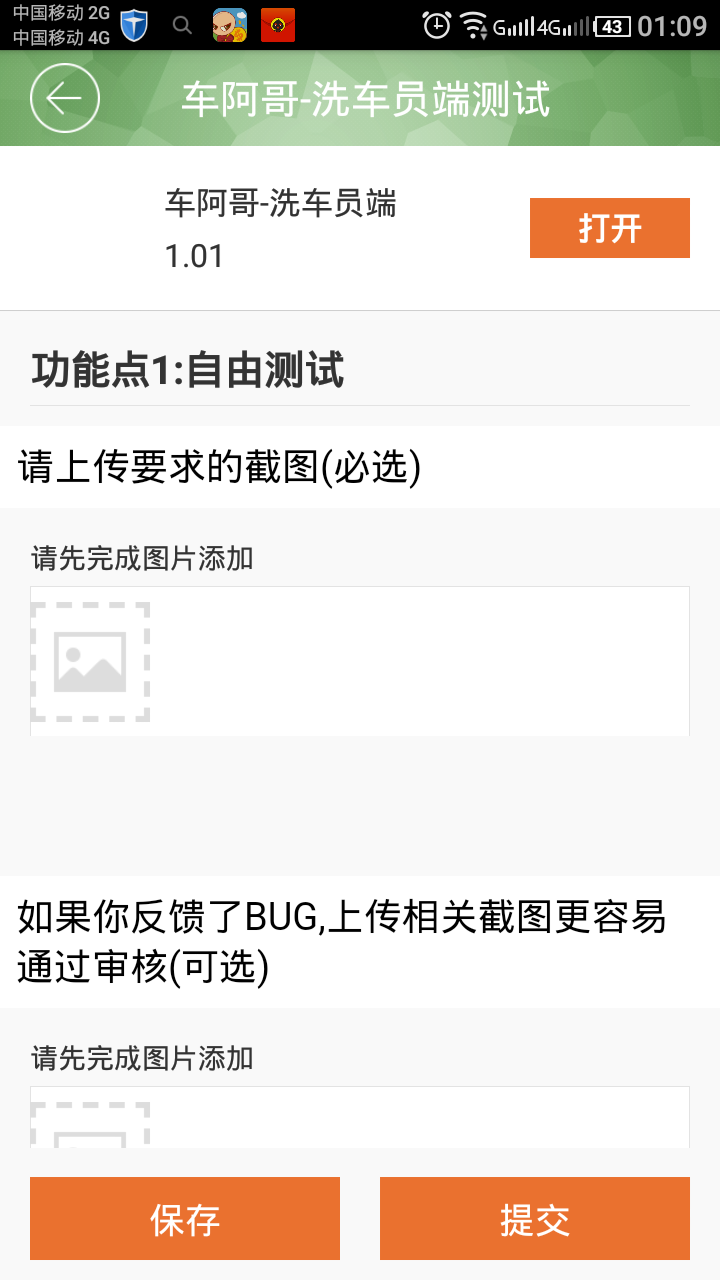 中国移动 2G
中国移动 4G
G
4G
43
01:09
车阿哥-洗车员端测试
车阿哥-洗车员端
1.01
打开
功能点1:自由测试
请上传要求的截图(必选)
请先完成图片添加
如果你反馈了BUG,上传相关截图更容易
通过审核(可选)
请先完成图片添加
保存
提交